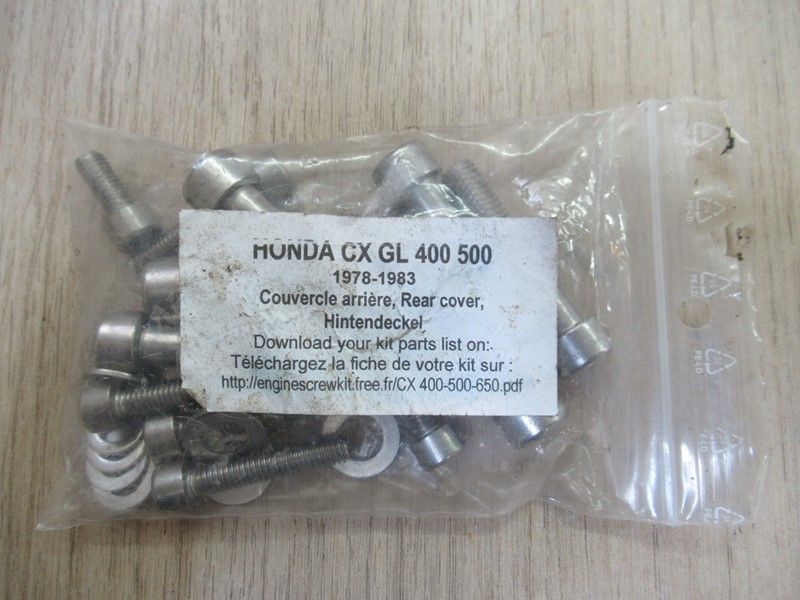 HONDA CX GL 400 500
1978-1983
Couvercle arrière, Rear cover,
Hintendeckel
Download your kit parts list on:
Téléchargez la fiche de votre kit sur :
http://enginescrewkit.free.fr/CX 400-500-650.pdf